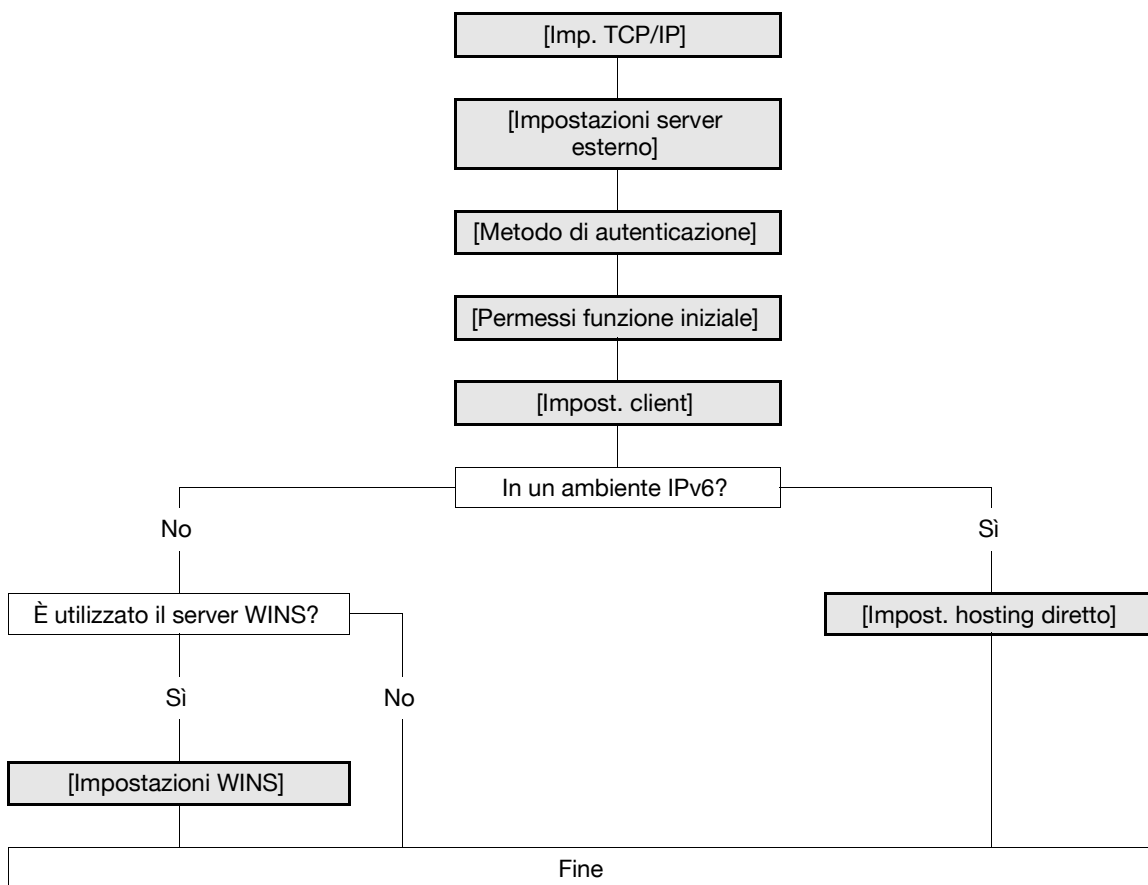 [Imp. TCP/IP]
[Impostazioni server
esterno]
[Metodo di autenticazione]
[Permessi funzione iniziale]
[Impost. client]
In un ambiente IPv6?
No
Sì
È utilizzato il server WINS?
[Impost. hosting diretto]
Sì
No
[Impostazioni WINS]
Fine